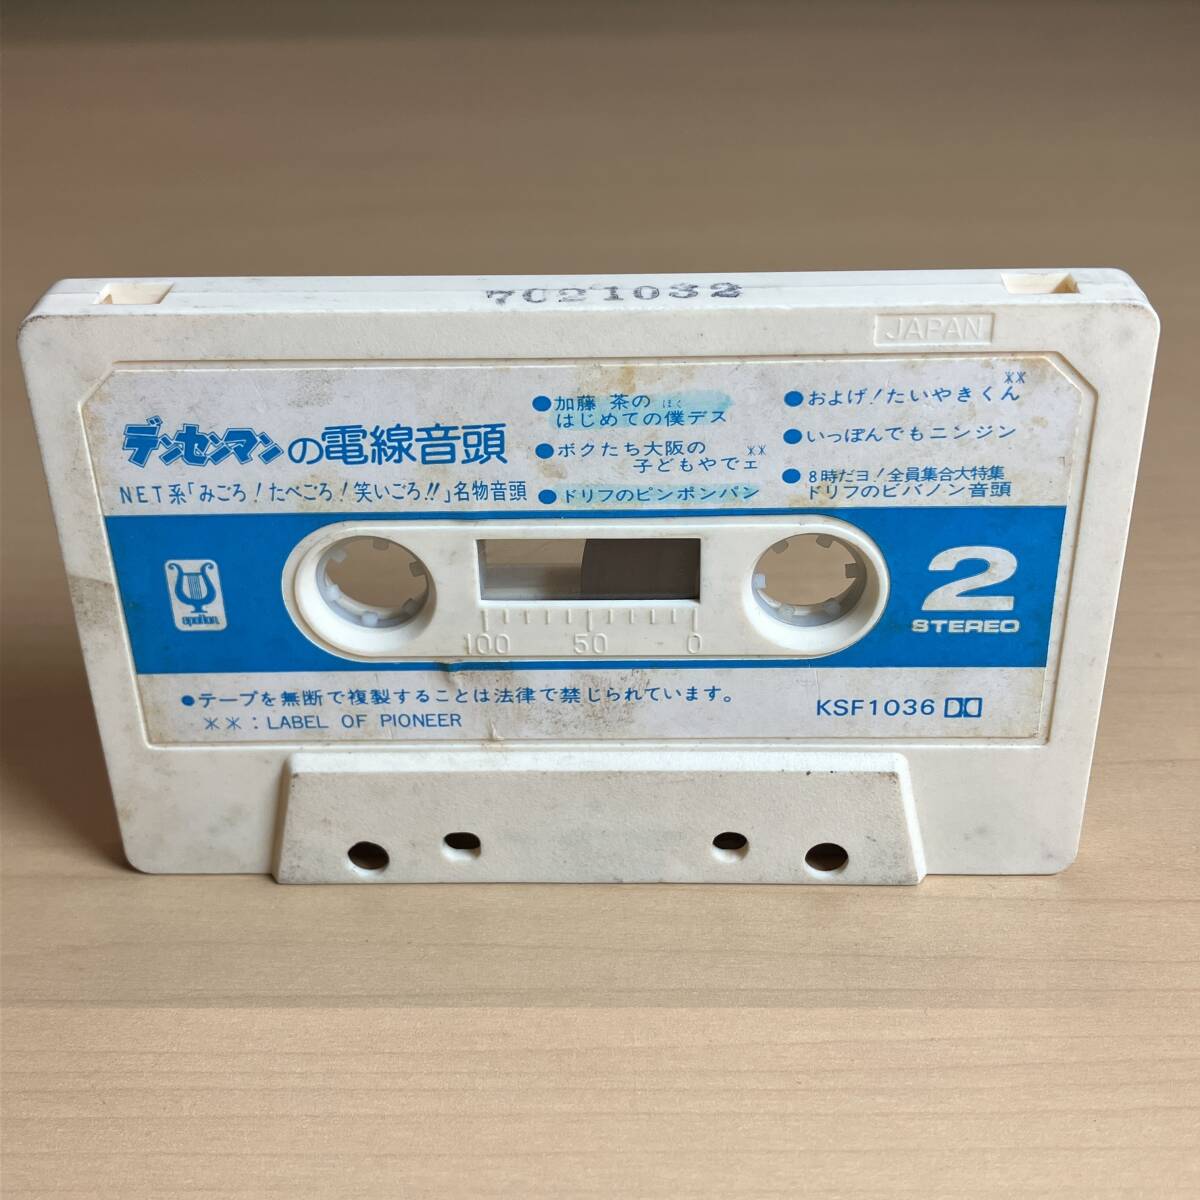 7021032
JAPAN
デンセンマンの電線音頭
NET系「みごろ!たべごろ!笑いごろ!!」名物音頭
●加藤 茶の
はじめての僕デス
ぼく
●ボクたち大阪の
子どもやでェ
**
●ドリフのピンポンパン
**
●およげ!たいやきくん
●いっぽんでもニンジン
●8時だヨ!全員集合大特集
ドリフのビバノン音頭
apollon
100 50 0
2
STEREO
●テープを無断で複製することは法律で禁じられています。
**:LABEL OF PIONEER
KSF1036